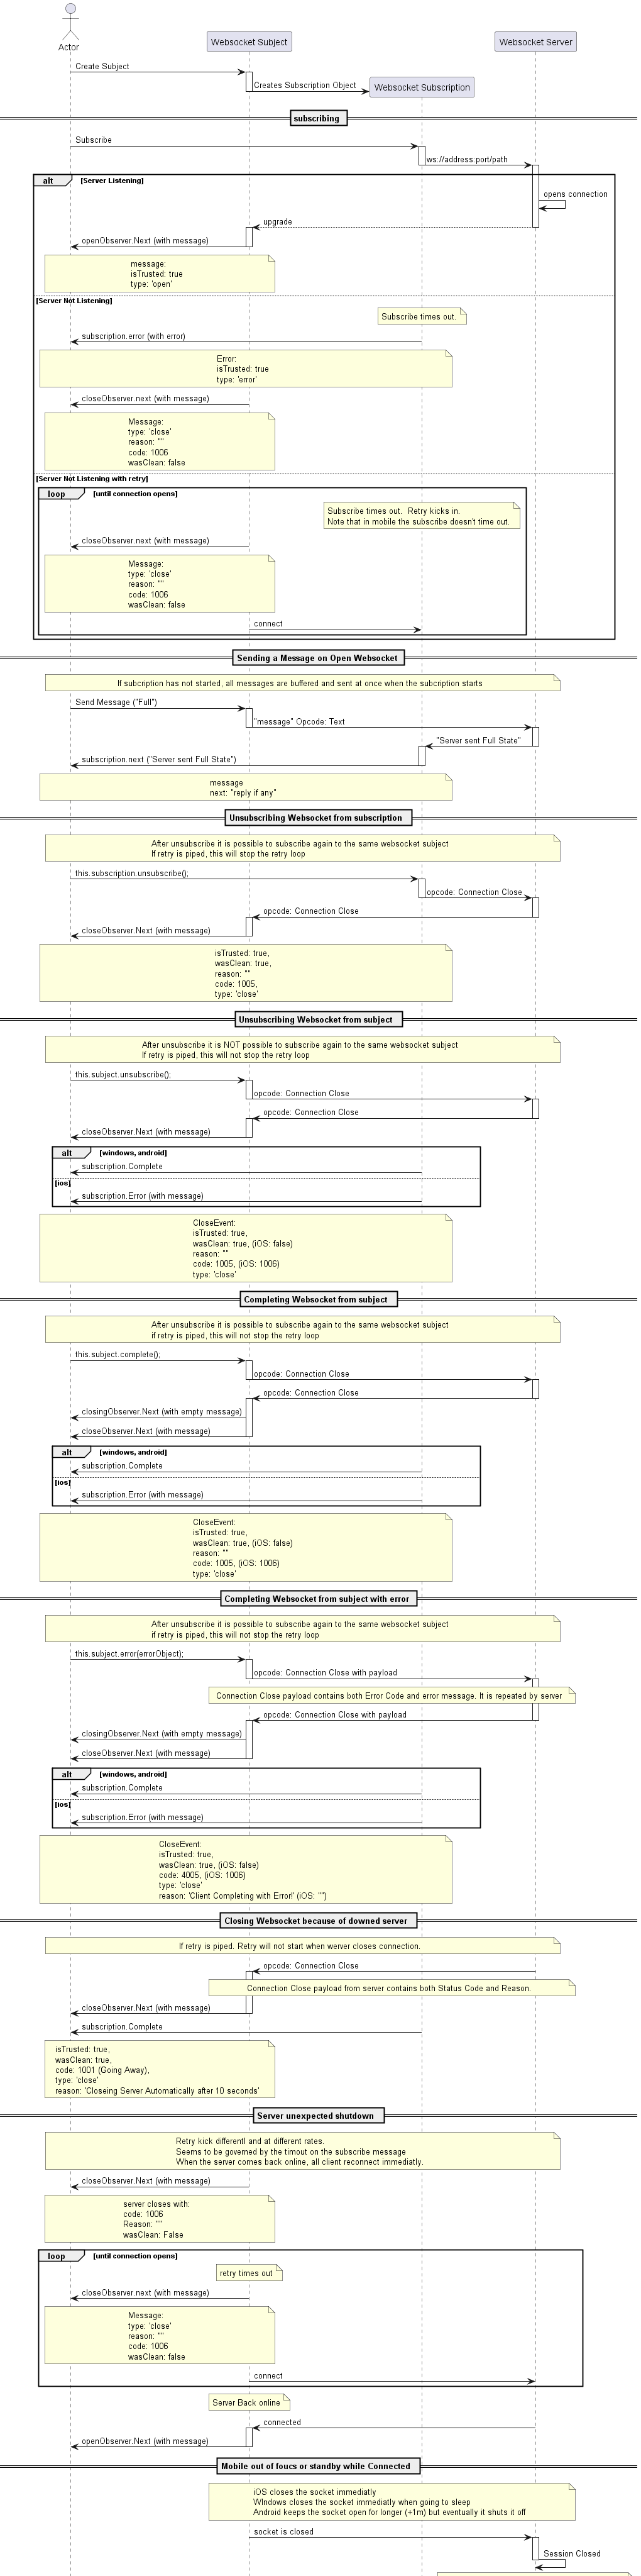 Actor
Websocket Subject
Websocket Server
Create Subject
Creates Subscription Object
Websocket Subscription
subscribing
Subscribe
ws://address:port/path
alt [Server Listening]
opens connection
upgrade
openObserver.Next (with message)
message:
isTrusted: true
type: 'open'
[Server Not Listening]
Subscribe times out.
subscription.error (with error)
Error:
isTrusted: true
type: 'error'
closeObserver.next (with message)
Message:
type: 'close'
reason: ""
code: 1006
wasClean: false
[Server Not Listening with retry]
loop [until connection opens]
Subscribe times out. Retry kicks in.
Note that in mobile the subscribe doesn't time out.
closeObserver.next (with message)
Message:
type: 'close'
reason: ""
code: 1006
wasClean: false
connect
Sending a Message on Open Websocket
If subcription has not started, all messages are buffered and sent at once when the subcription starts
Send Message ("Full")
"message" Opcode: Text
"Server sent Full State"
subscription.next ("Server sent Full State")
message
next: "reply if any"
Unsubscribing Websocket from subscription
After unsubscribe it is possible to subscribe again to the same websubject
If retry is piped, this will stop the retry loop
this.subscription.unsubscribe();
opcode: Connection Close
opcode: Connection Close
closeObserver.Next (with message)
isTrusted: true,
wasClean: true,
reason: ""
code: 1005,
type: 'close'
Unsubscribing Websocket from subject
After unsubscribe it is NOT possible to subscribe again to the same websocket subject
If retry is piped, this will not stop the retry loop
this.subject.unsubscribe();
opcode: Connection Close
opcode: Connection Close
closeObserver.Next (with message)
alt [windows, android]
subscription.Complete
[ios]
subscription.Error (with message)
CloseEvent:
isTrusted: true,
wasClean: true, (iOS: false)
reason: ""
code: 1005, (iOS: 1006)
type: 'close'
Completing Websocket from subject
After unsubscribe it is possible to subscribe again to the same websocket subject
if retry is piped, this will not stop the retry loop
this.subject.complete();
opcode: Connection Close
opcode: Connection Close
closingObserver.Next (with empty message)
closeObserver.Next (with message)
alt [windows, android]
subscription.Complete
[ios]
subscription.Error (with message)
CloseEvent:
isTrusted: true,
wasClean: true, (iOS: false)
reason: ""
code: 1005, (iOS: 1006)
type: 'close'
Completing Websocket from subject with error
After unsubscribe it is possible to subscribe again to the same websocket subject
if retry is piped, this will not stop the retry loop
this.subject.error(errorObject);
opcode: Connection Close with payload
Connection Close payload contains both Error Code and error message. It is repeated by server
opcode: Connection Close with payload
closingObserver.Next (with empty message)
closeObserver.Next (with message)
alt [windows, android]
subscription.Complete
[ios]
subscription.Error (with message)
CloseEvent:
isTrusted: true,
wasClean: true, (iOS: false)
code: 4005, (iOS: 1006)
type: 'close'
reason: 'Client Completing with Error!' (iOS: "")
Closing Websocket because of downed server
If retry is piped. Retry will not start when werver closes connection.
opcode: Connection Close
Connection Close payload from server contains both Status Code and Reason.
closeObserver.Next (with message)
subscription.Complete
isTrusted: true,
wasClean: true,
code: 1001 (Going Away),
type: 'close'
reason: 'Closeing Server Automatically after 10 seconds'
Server unexpected shutdown
Retry kick differentl and at different rates.
Seems to be governed by the timout on the subscribe message
When the server comes back online, all client reconnect immediatly.
closeObserver.Next (with message)
server closes with:
code: 1006
Reason: ""
wasClean: False
loop [until connection opens]
retry times out
closeObserver.next (with message)
Message:
type: 'close'
reason: ""
code: 1006
wasClean: false
connect
Server Back online
connected
openObserver.Next (with message)
Mobile out of foucs or standby while Connected
iOS closes the socket immediatly
WIndows closes the socket immediatly when going to sleep
Android keeps the socket open for longer (+1m) but eventually it shuts it off
socket is closed
Session Closed